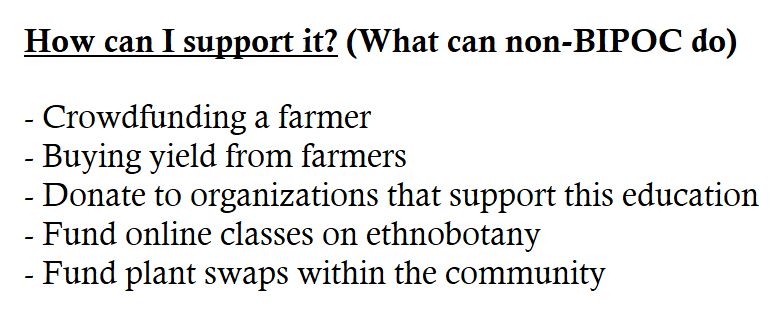 How can I support it? (What can non-BIPOC do)
- Crowdfunding a farmer
- Buying yield from farmers
- Donate to organizations that support this education
- Fund online classes on ethnobotany
- Fund plant swaps within the community